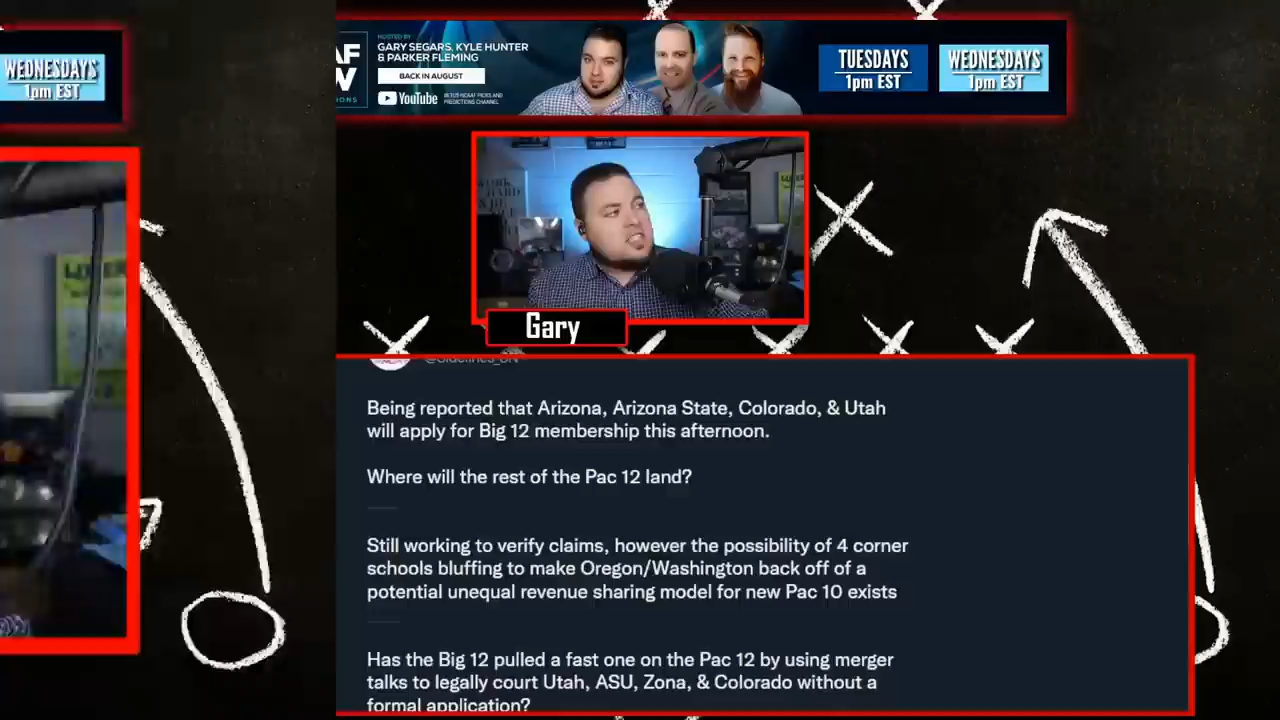 WEDNESDAYS
1pm EST
HOSTED BY
GARY SEGARS, KYLE HUNTER
& PARKER FLEMING
BACK IN AUGUST
YouTube
TUESDAYS
1pm EST
WEDNESDAYS
1pm EST
Gary
Being reported that Arizona, Arizona State, Colorado, & Utah
will apply for Big 12 membership this afternoon.
Where will the rest of the Pac 12 land?
Still working to verify claims, however the possibility of 4 corner
schools bluffing to make Oregon/Washington back off of a
potential unequal revenue sharing model for new Pac 10 exists
Has the Big 12 pulled a fast one on the Pac 12 by using merger
talks to legally court Utah, ASU, Zona, & Colorado without a
formal application?